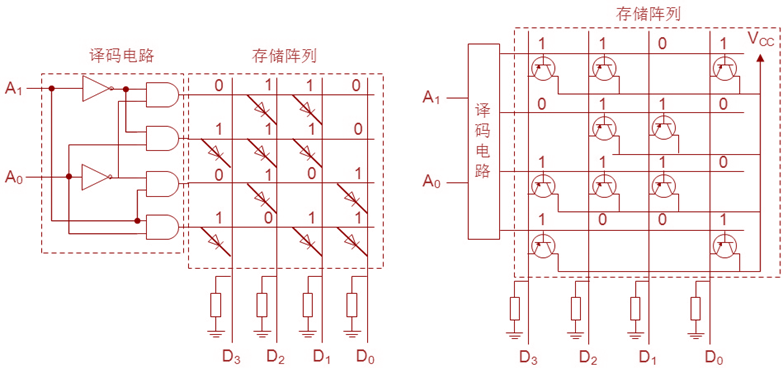 译码电路 存储阵列
A1
A0
0 1 1 0
1 1 1 0
0 1 0 1
1 0 1 1
D3 D2 D1 D0
存储阵列
VCC
A1
A0
译码电路
1 1 0 1
0 1 1 0
1 1 1 0
1 0 0 1
D3 D2 D1 D0